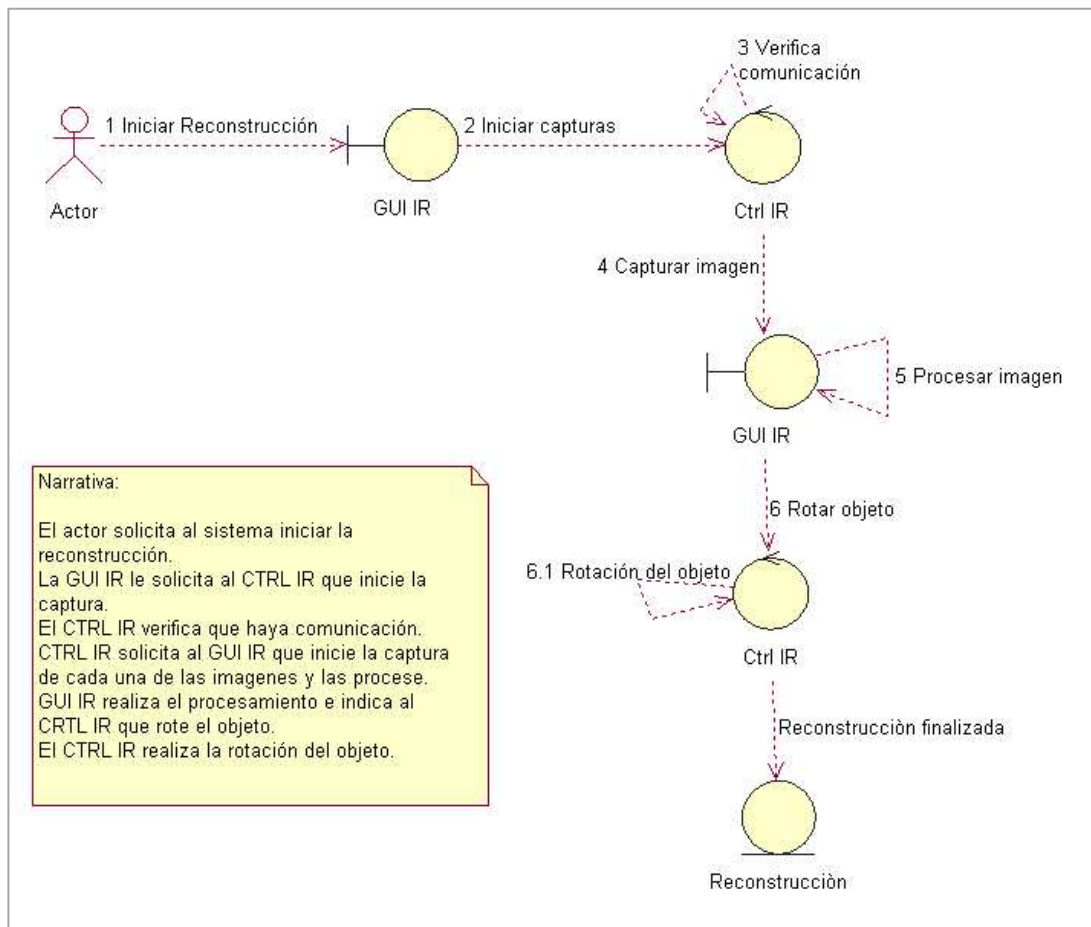 3 Verifica
comunicación
1 Iniciar Reconstrucción
2 Iniciar capturas
Actor
GUI IR
Ctrl IR
4 Capturar imagen
5 Procesar imagen
GUI IR
6 Rotar objeto
6.1 Rotación del objeto
Ctrl IR
Reconstrucciòn finalizada
Reconstrucciòn
Narrativa:
El actor solicita al sistema iniciar la
reconstrucción.
La GUI IR le solicita al CTRL IR que inicie la
captura.
El CTRL IR verifica que haya comunicación.
CTRL IR solicita al GUI IR que inicie la captura
de cada una de las imagenes y las procese.
GUI IR realiza el procesamiento e indica al
CRTL IR que rote el objeto.
El CTRL IR realiza la rotación del objeto.